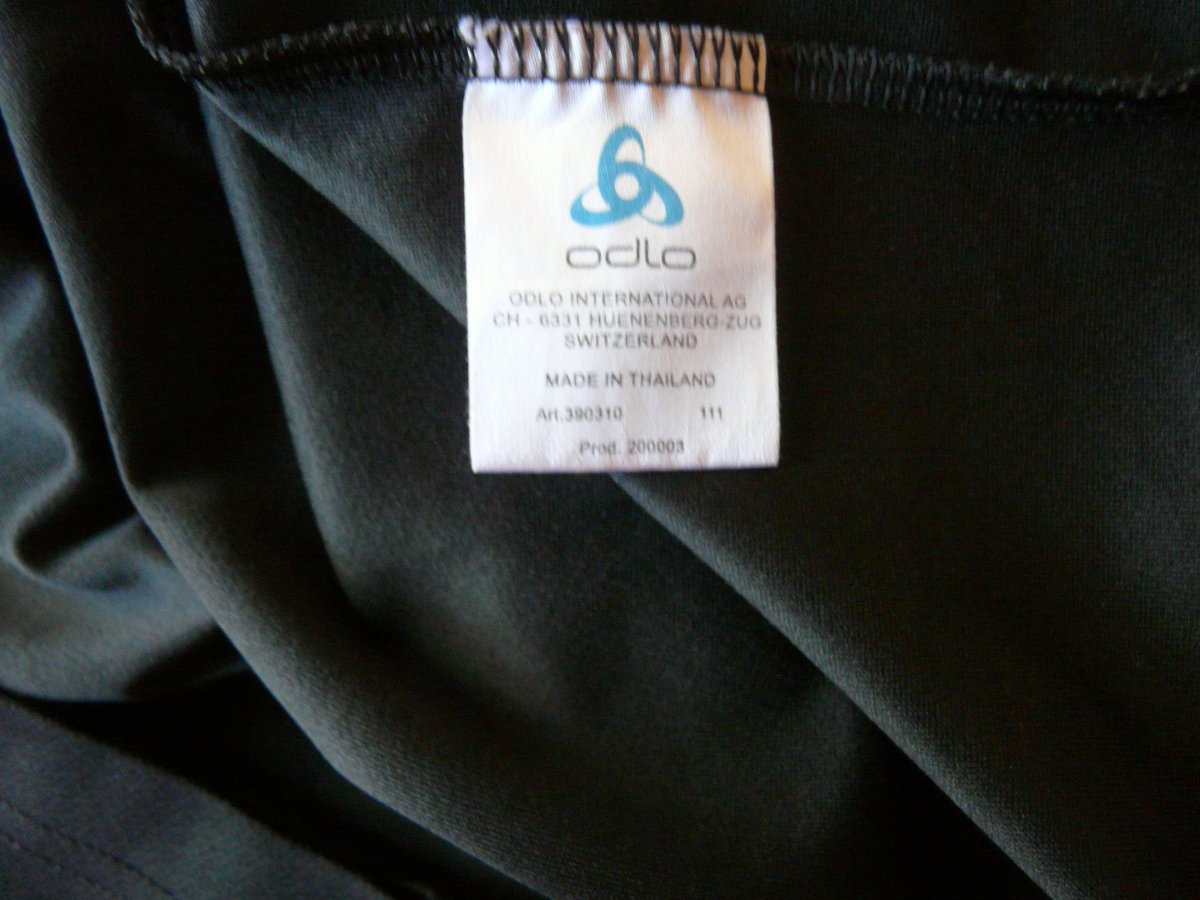 odlo
ODLO INTERNATIONAL AG
CH - 6331 HUENENBERG-ZUG
SWITZERLAND
MADE IN THAILAND
Art.390310 111
Prod. 200003